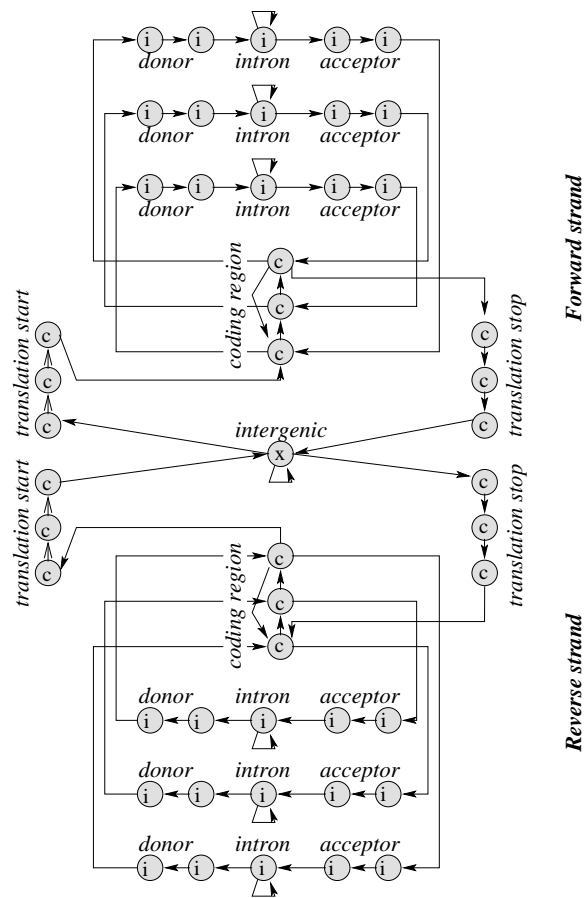 i i i i i
donor intron acceptor
i i i i i
donor intron acceptor
i i i i i
donor intron acceptor
Forward strand
coding region
c
c
c
translation start
c
c
c
translation stop
c
c
c
intergenic
x
translation start
c
c
c
translation stop
c
c
c
coding region
c
c
c
Reverse strand
donor intron acceptor
i i i i i
donor intron acceptor
i i i i i
donor intron acceptor
i i i i i